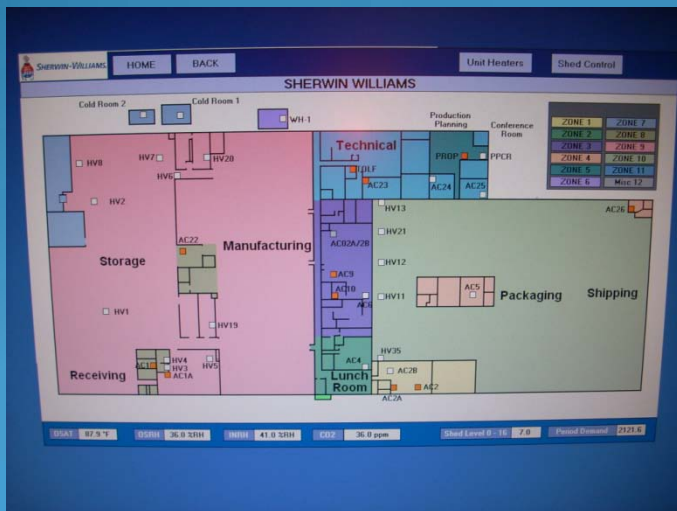 SHERWIN-WILLIAMS.
HOME
BACK
Unit Heaters
Shed Control
SHERWIN WILLIAMS
Cold Room 2
Cold Room 1
WH-1
Production
Planning
Conference
Room
ZONE 1
ZONE 7
ZONE 2
ZONE 8
ZONE 3
ZONE 9
ZONE 4
ZONE 10
ZONE 5
ZONE 11
ZONE 6
Misc 12
Technical
HV8
HV7
HV20
HV6
LDLF
AC23
PROP
PPCR
AC24
AC25
HV2
HV13
AC26
AC22
Manufacturing
AC02A/2B
HV21
Storage
AC9
HV12
AC10
AC6
HV11
AC5
Packaging
Shipping
HV1
HV19
Receiving
AC1
HV4
HV3
AC1A
HV5
AC4
HV35
Lunch
Room
AC2B
AC2A
AC2
OSAT 87.9 °F
OSRH 36.0 %RH
INRH 41.0 %RH
CO2 36.0 ppm
Shed Level 0 - 16 7.0
Period Demand 2121.6